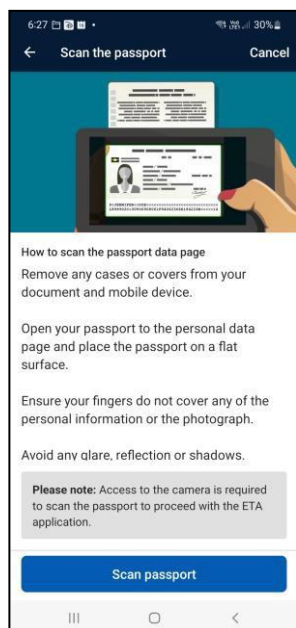 6:27
30%
Scan the passport
Cancel
How to scan the passport data page
Remove any cases or covers from your
document and mobile device.
Open your passport to the personal data
page and place the passport on a flat
surface.
Ensure your fingers do not cover any of the
personal information or the photograph.
Avoid any glare, reflection or shadows.
Please note: Access to the camera is required
to scan the passport to proceed with the ETA
application.
Scan passport